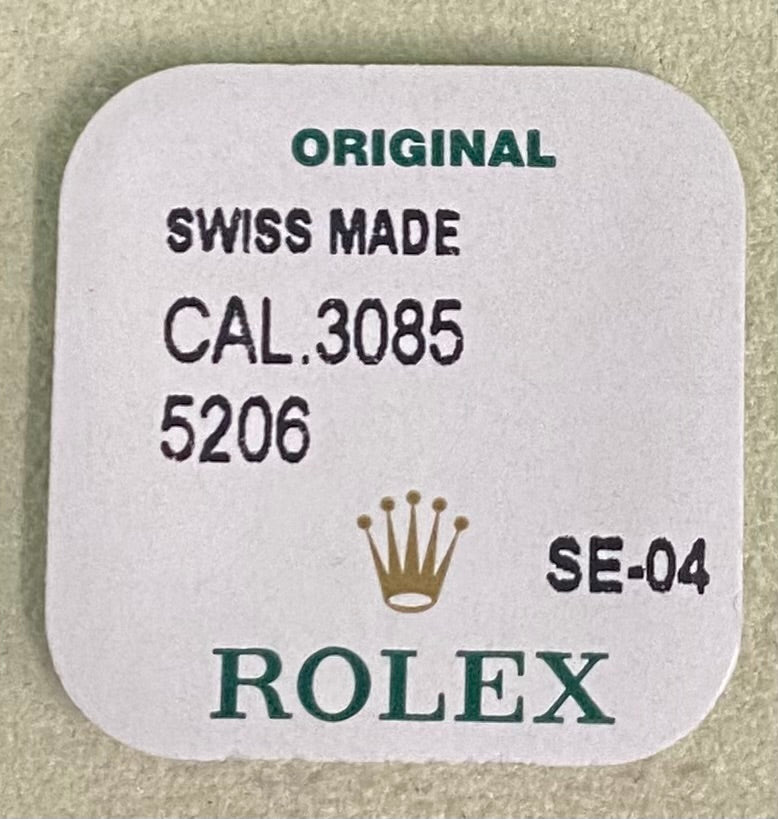 ORIGINAL
SWISS MADE
CAL.3085
5206
SE-04
ROLEX